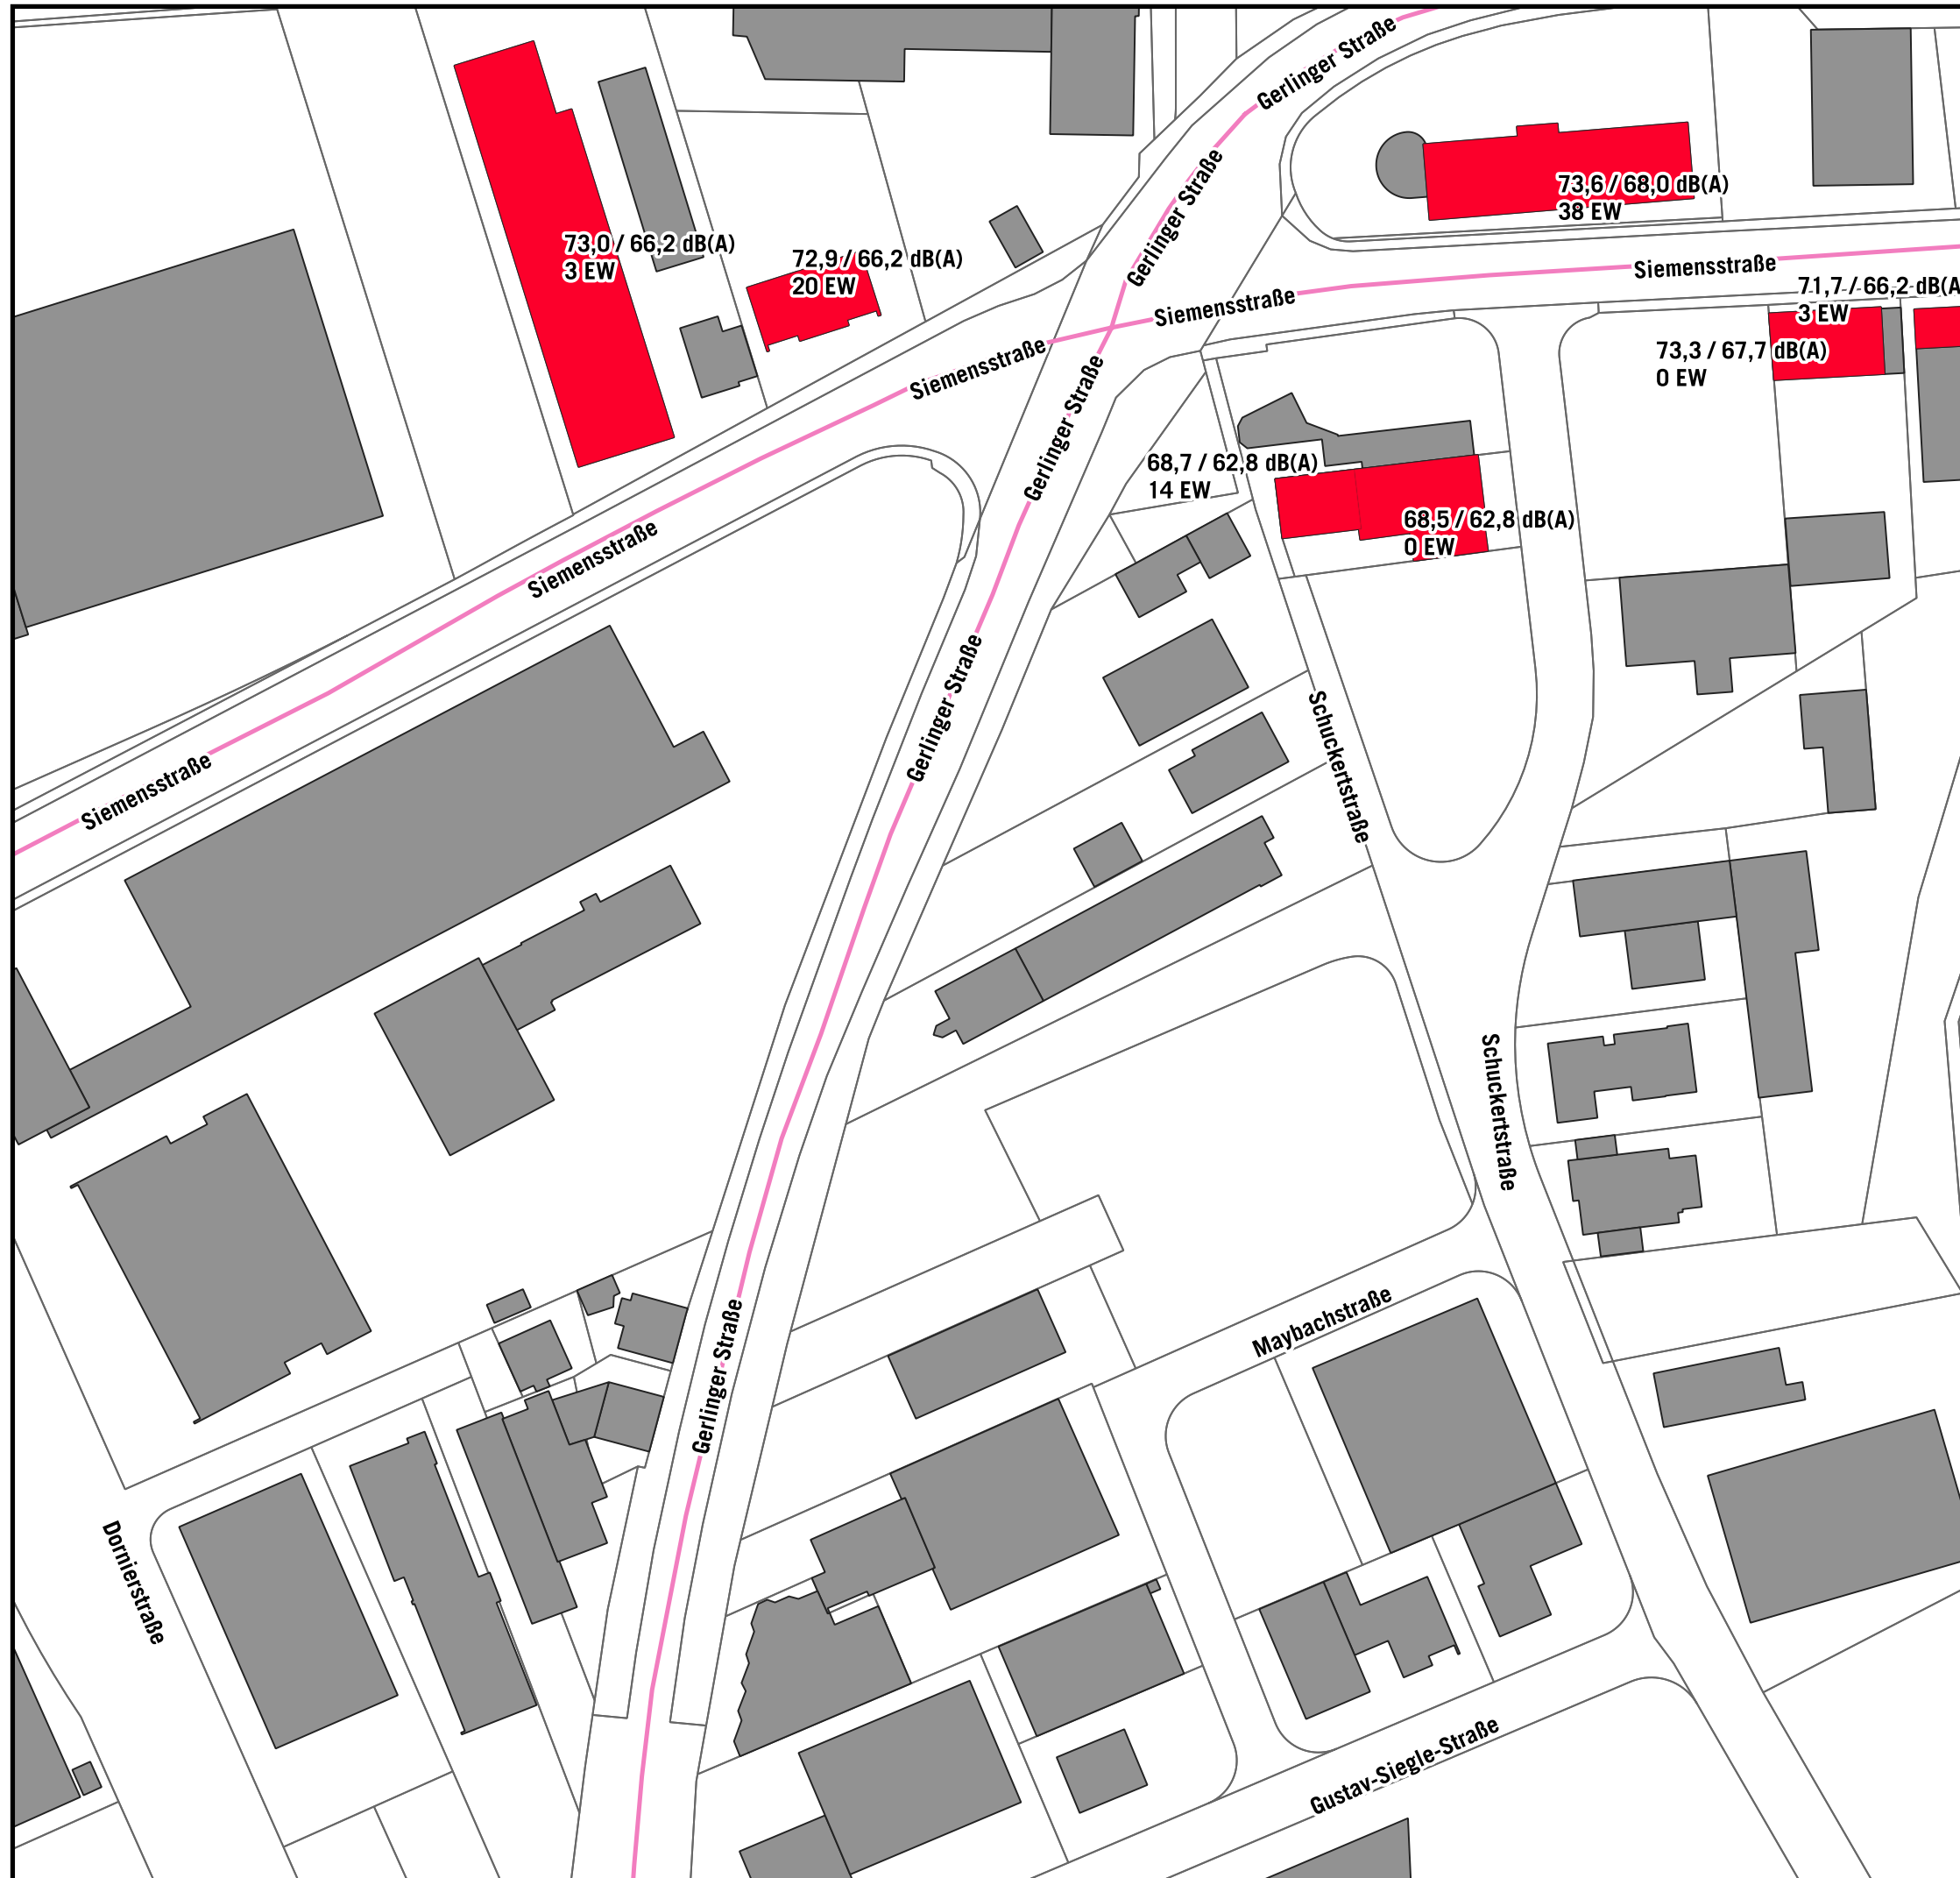 Gerlinger Straße
Gerlinger Straße
73,6 / 68,0 dB(A)
38 EW
73,0 / 66,2 dB(A)
3 EW
72,9 / 66,2 dB(A)
20 EW
Siemensstraße
Siemensstraße
71,7 / 66,2 dB(A
3 EW
73,3 / 67,7 dB(A)
0 EW
Siemensstraße
Gerlinger Straße
68,7 / 62,8 dB(A)
14 EW
68,5 / 62,8 dB(A)
0 EW
Siemensstraße
Gerlinger Straße
Schuckertstraße
Siemensstraße
Schuckertstraße
Maybachstraße
Gerlinger Straße
Dornierstraße
Gustav-Siegle-Straße